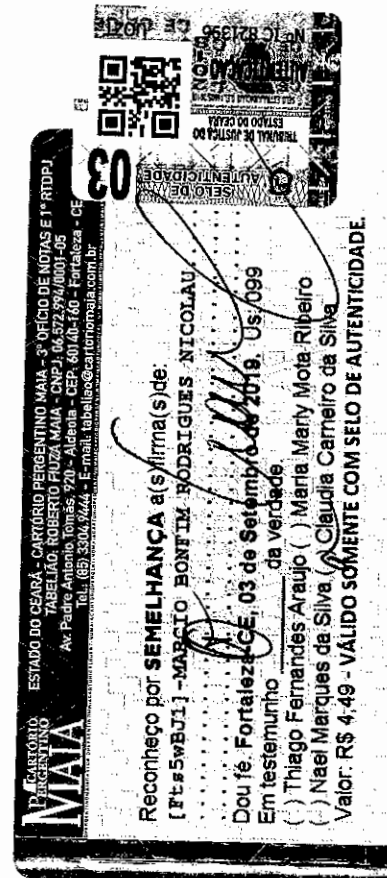 CARTÓRIO
PERGENTINO
MAIA
ESTADO DO CEARÁ - CARTÓRIO PERGENTINO MAIA - 3º OFÍCIO DE NOTAS E 1º RTDPJ
TABELIÃO: ROBERTO FIUZA MAIA - CNPJ: 06.572.994/0001-05
Av. Padre Antonio Tomás, 920 - Aldeota - CEP: 60140-160 - Fortaleza - CE
Tel.: (85) 3304.9444 - E-mail: tabeliao@cartoriomaia.com.br
Reconheço por SEMELHANÇA a(s) firma(s) de:
[Fts5wBJ1]-MARCIO BONFIM RODRIGUES NICOLAU
Dou fé. Fortaleza-CE, 03 de Setembro de 2019. Us:099
Em testemunho da verdade
( ) Thiago Fernandes Araujo ( ) Maria Marly Mota Ribeiro
( ) Nael Marques da Silva ( ) Claudia Carneiro da Silva
Valor: R$ 4.49 - VÁLIDO SOMENTE COM SELO DE AUTENTICIDADE.
03
SELO DE
AUTENTICIDADE
TRIBUNAL DE JUSTIÇA DO
ESTADO DO CEARÁ
Nº IC 821396